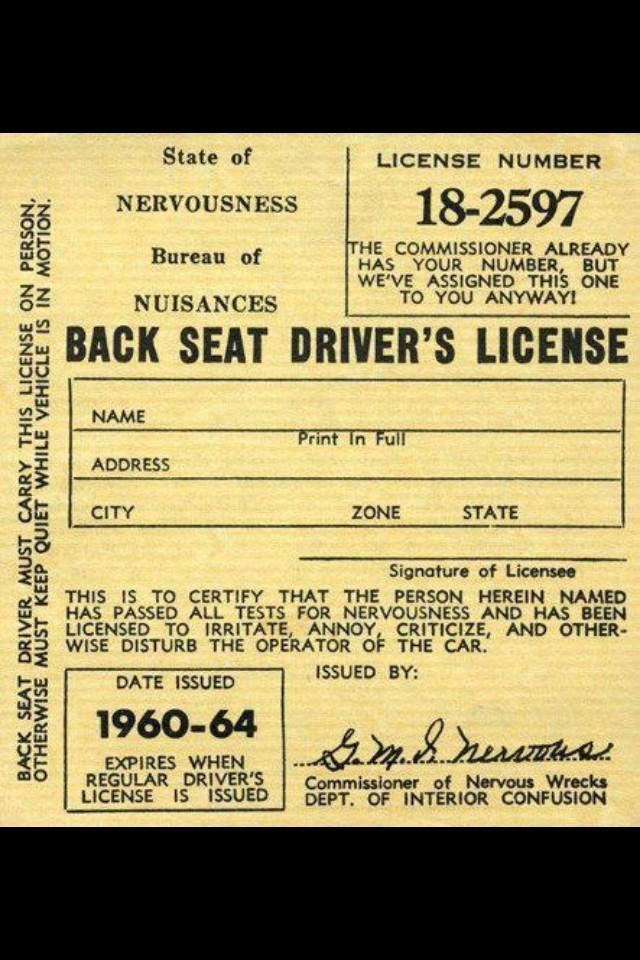 State of
NERVOUSNESS
Bureau of
NUISANCES
LICENSE NUMBER
18-2597
THE COMMISSIONER ALREADY
HAS YOUR NUMBER, BUT
WE'VE ASSIGNED THIS ONE
TO YOU ANYWAY!
BACK SEAT DRIVER'S LICENSE
NAME
Print In Full
ADDRESS
CITY ZONE STATE
Signature of Licensee
THIS IS TO CERTIFY THAT THE PERSON HEREIN NAMED
HAS PASSED ALL TESTS FOR NERVOUSNESS AND HAS BEEN
LICENSED TO IRRITATE, ANNOY, CRITICIZE, AND OTHER-
WISE DISTURB THE OPERATOR OF THE CAR.
DATE ISSUED
1960-64
EXPIRES WHEN
REGULAR DRIVER'S
LICENSE IS ISSUED
ISSUED BY:
G. M. I. Nervous
Commissioner of Nervous Wrecks
DEPT. OF INTERIOR CONFUSION
BACK SEAT DRIVER MUST CARRY THIS LICENSE ON PERSON,
OTHERWISE MUST KEEP QUIET WHILE VEHICLE IS IN MOTION.